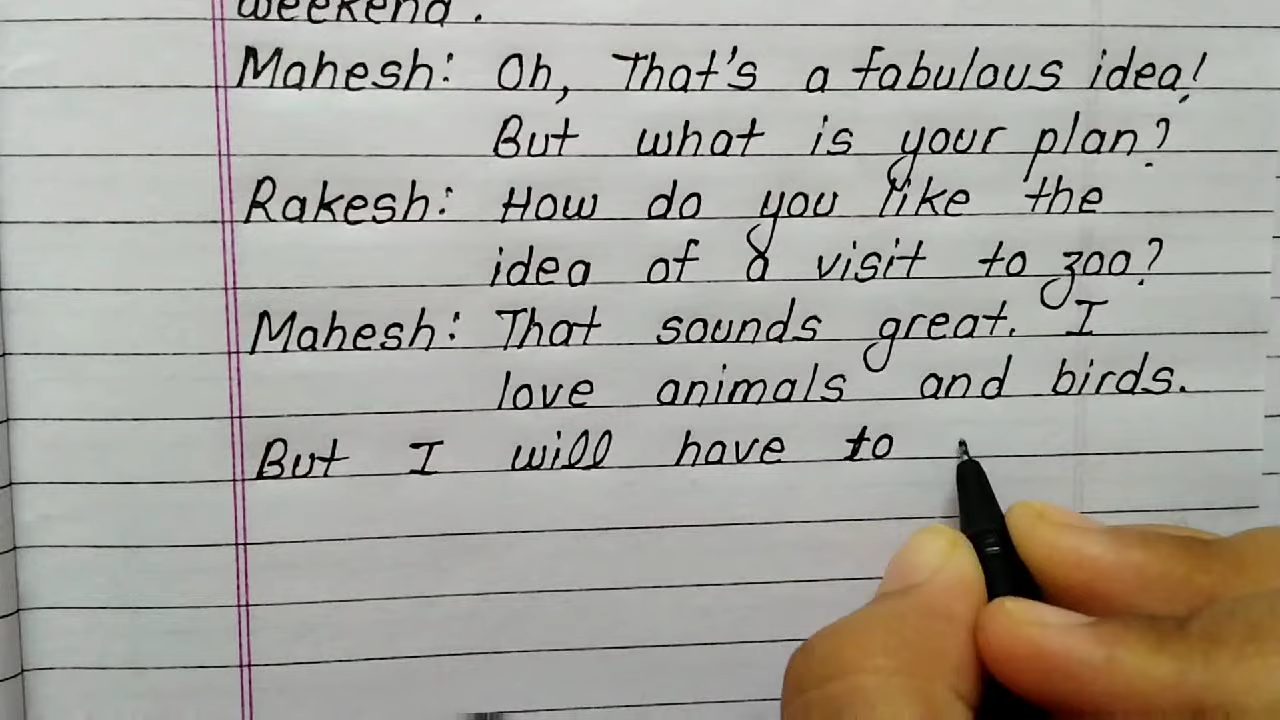 weekend.
Mahesh: Oh, That's a fabulous idea!
But what is your plan?
Rakesh: How do you like the
idea of a visit to zoo?
Mahesh: That sounds great. I
love animals and birds.
But I will have to